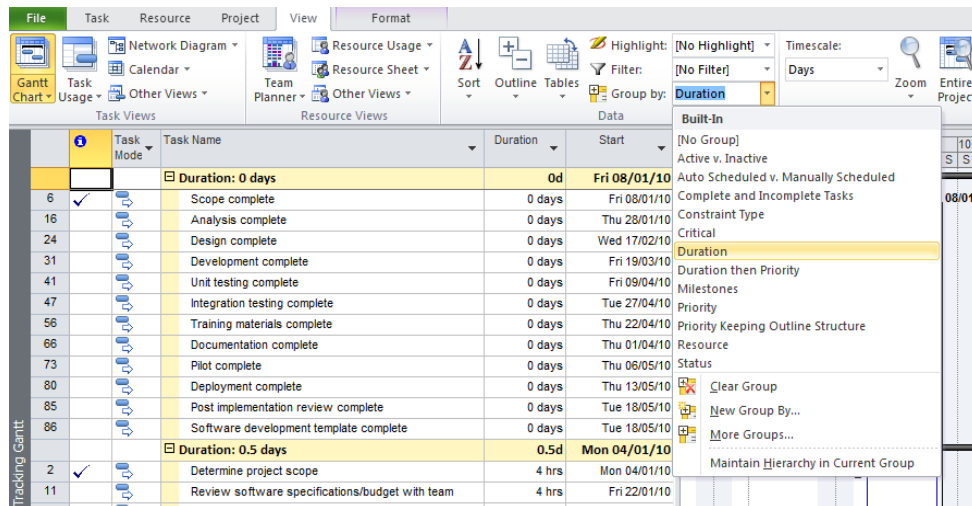 File Task Resource Project View Format
Network Diagram Resource Usage Highlight: [No Highlight] Timescale:
Calendar Resource Sheet Filter: [No Filter] Days
Gantt Chart Task Usage Other Views Team Planner Other Views Sort Outline Tables Group by: Duration Zoom Entire Projec
Task Views Resource Views Data
Built-In
[No Group]
Active v. Inactive
Auto Scheduled v. Manually Scheduled
Complete and Incomplete Tasks
Constraint Type
Critical
Duration
Duration then Priority
Milestones
Priority
Priority Keeping Outline Structure
Resource
Status
Clear Group
New Group By...
More Groups...
Maintain Hierarchy in Current Group
Task Mode Task Name Duration Start
Duration: 0 days 0d Fri 08/01/10
6 Scope complete 0 days Fri 08/01/10
16 Analysis complete 0 days Thu 28/01/10
24 Design complete 0 days Wed 17/02/10
31 Development complete 0 days Fri 19/03/10
41 Unit testing complete 0 days Fri 09/04/10
47 Integration testing complete 0 days Tue 27/04/10
56 Training materials complete 0 days Thu 22/04/10
66 Documentation complete 0 days Thu 01/04/10
73 Pilot complete 0 days Thu 06/05/10
80 Deployment complete 0 days Thu 13/05/10
85 Post implementation review complete 0 days Tue 18/05/10
86 Software development template complete 0 days Tue 18/05/10
Duration: 0.5 days 0.5d Mon 04/01/10
2 Determine project scope 4 hrs Mon 04/01/10
11 Review software specifications/budget with team 4 hrs Fri 22/01/10
Tracking Gantt
10
S S
08/01